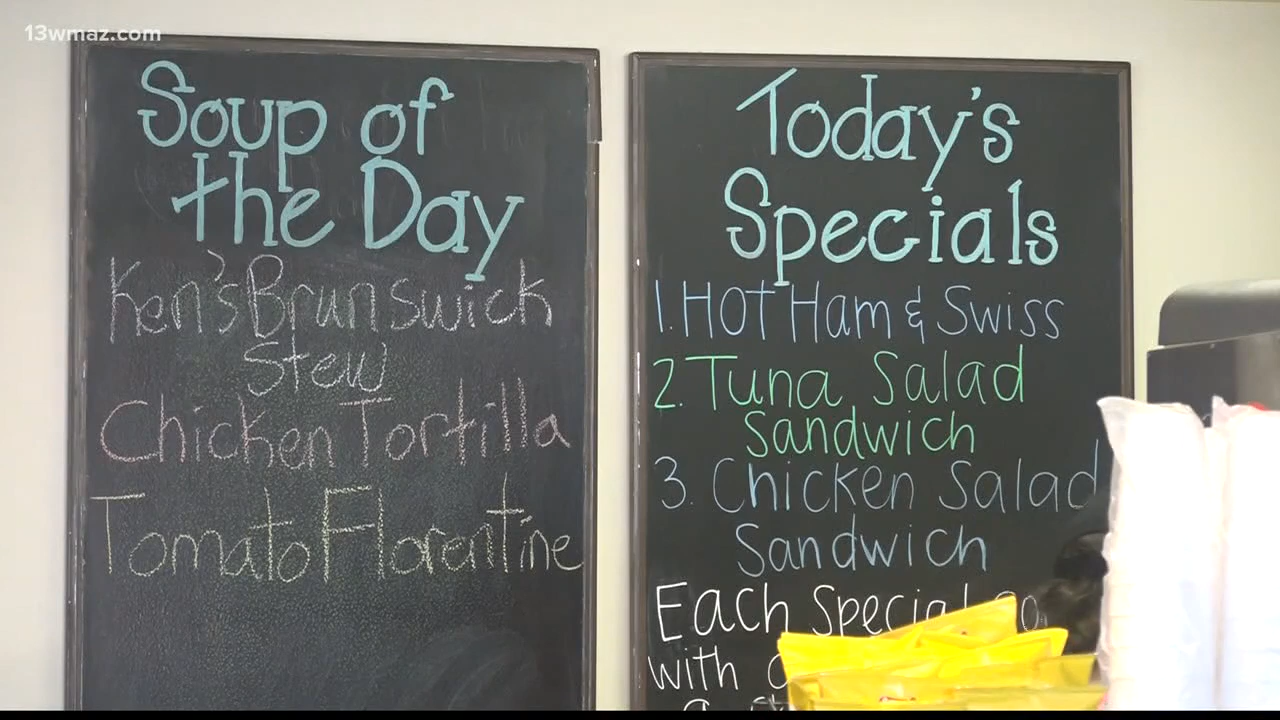 13wmaz.com
Soup of
the Day
Ken's Brunswick
Stew
Chicken Tortilla
Tomato Florentine
Today's
Specials
1. Hot Ham & Swiss
2. Tuna Salad
Sandwich
3. Chicken Salad
Sandwich
Each Special
with